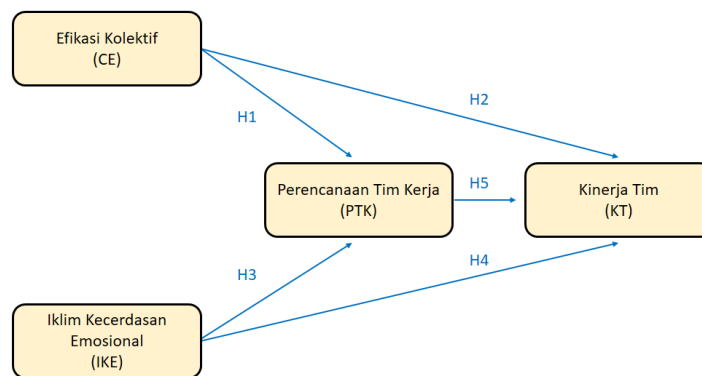 Efikasi Kolektif
(CE)
H2
H1
Perencanaan Tim Kerja
(PTK)
H5
Kinerja Tim
(KT)
H3
H4
Iklim Kecerdasan
Emosional
(IKE)